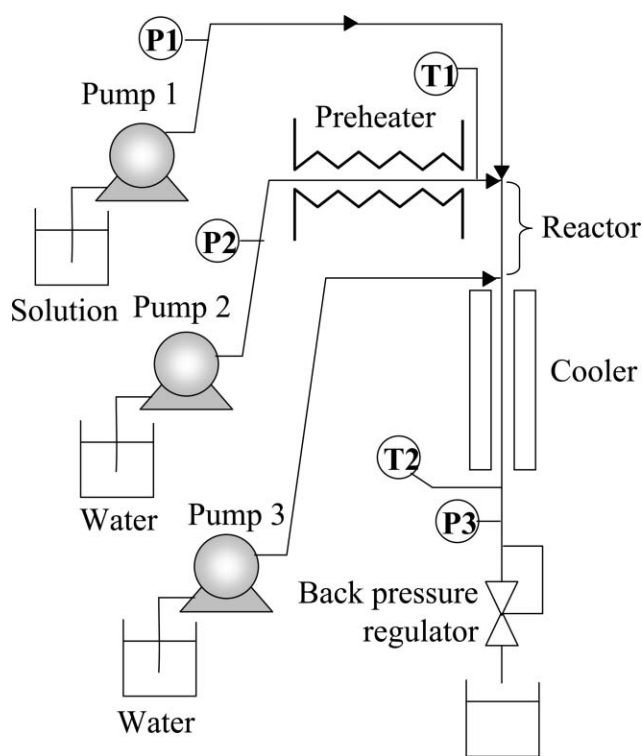 P1
T1
Pump 1
Preheater
P2
Reactor
Solution
Pump 2
Cooler
T2
Water
Pump 3
P3
Back pressure
regulator
Water